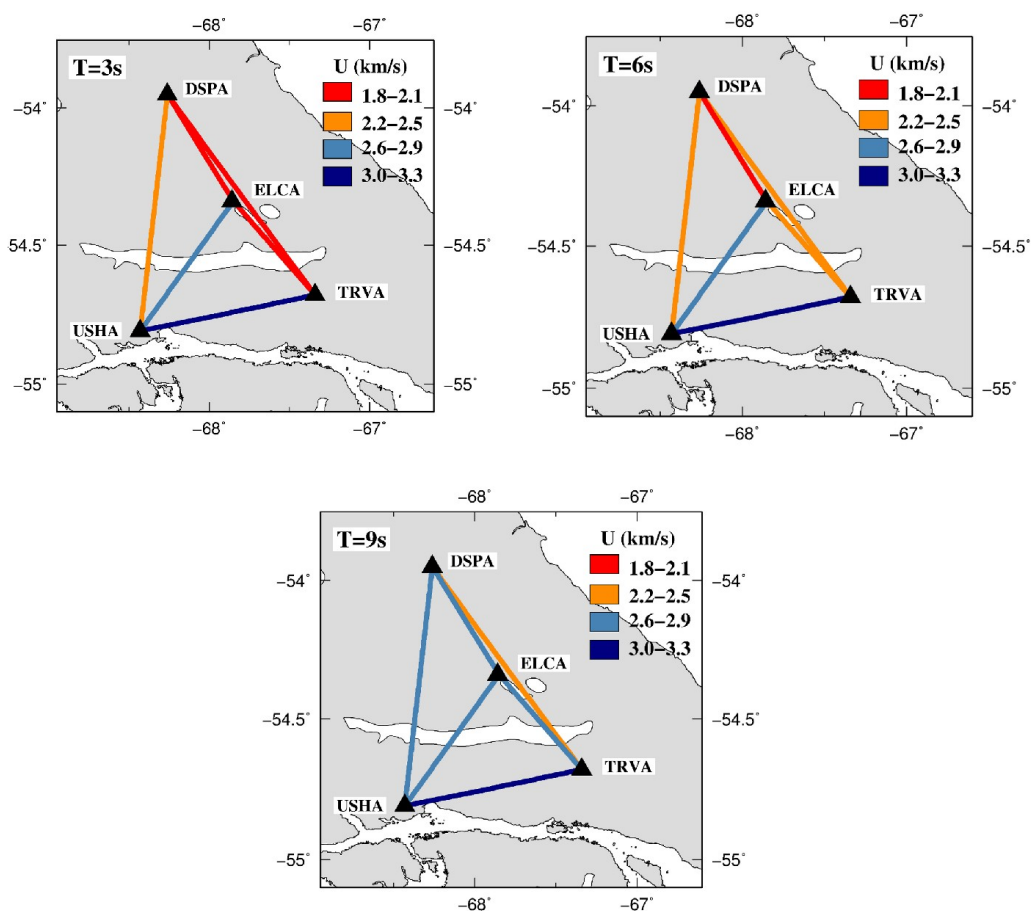 −68° −67°
T=3s
U (km/s)
1.8−2.1
2.2−2.5
2.6−2.9
3.0−3.3
DSPA
−54°
ELCA
−54.5°
TRVA
USHA
−55°
−68° −67°
−68° −67°
T=6s
U (km/s)
1.8−2.1
2.2−2.5
2.6−2.9
3.0−3.3
DSPA
−54° −54°
ELCA
−54.5° −54.5°
TRVA
USHA
−55° −55°
−68° −67°
−68° −67°
T=9s
U (km/s)
1.8−2.1
2.2−2.5
2.6−2.9
3.0−3.3
DSPA
−54° −54°
ELCA
−54.5° −54.5°
TRVA
USHA
−55° −55°
−68° −67°